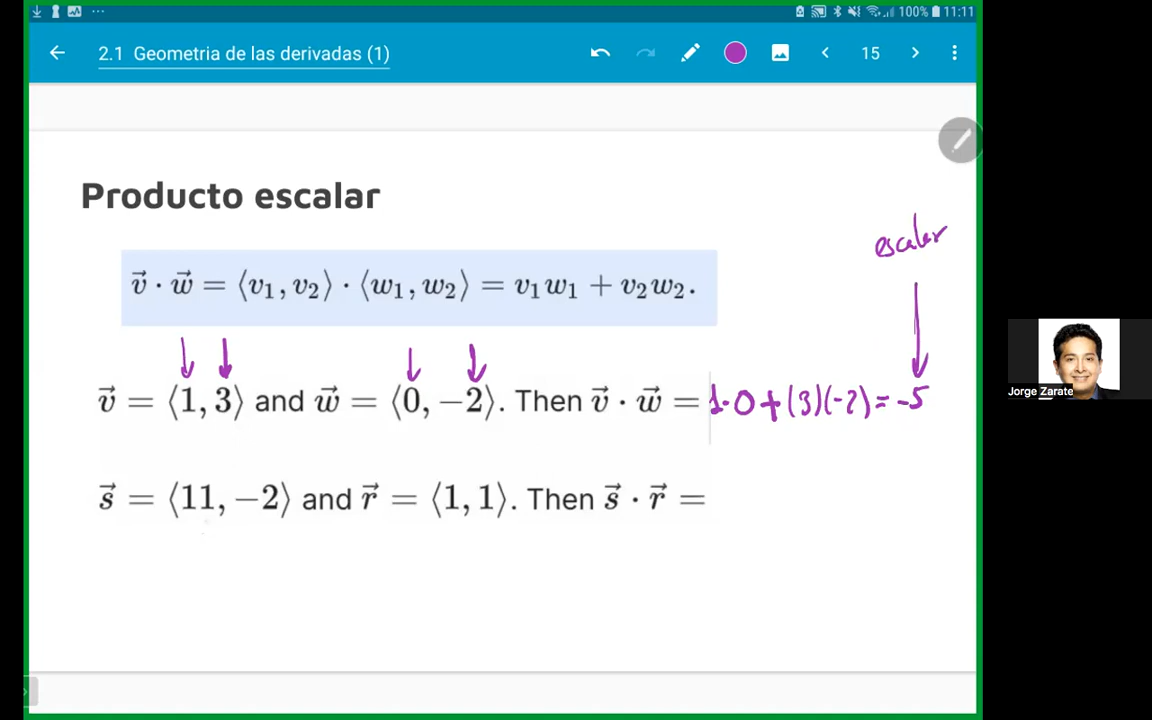 100% 11:11
2.1 Geometria de las derivadas (1)
15
Producto escalar
escalar
v⃗ · w⃗ = ⟨v₁, v₂⟩ · ⟨w₁, w₂⟩ = v₁w₁ + v₂w₂.
v⃗ = ⟨1, 3⟩ and w⃗ = ⟨0, −2⟩. Then v⃗ · w⃗ = 1·0+(3)(-2)=-5
s⃗ = ⟨11, −2⟩ and r⃗ = ⟨1, 1⟩. Then s⃗ · r⃗ =
Jorge Zarate